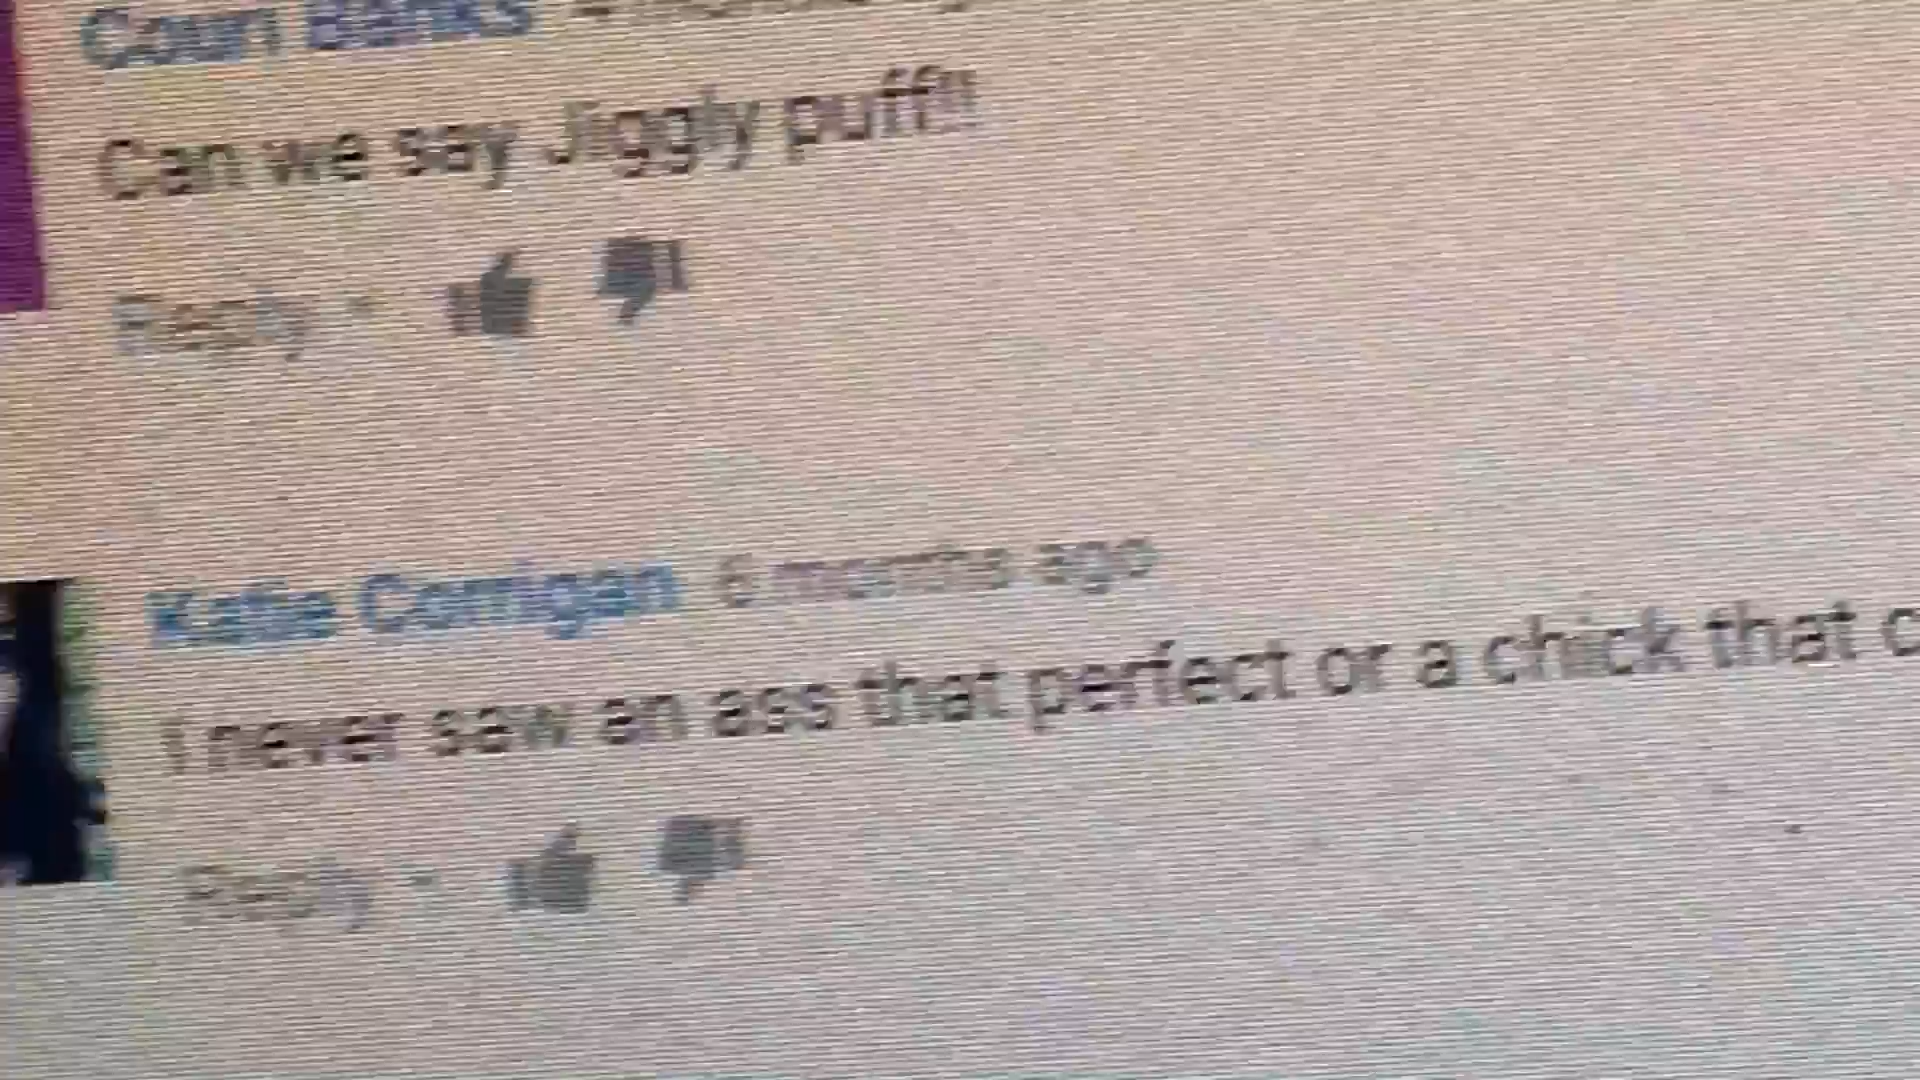 Banks
Can we say Jiggly puff!!
Reply
Katie Corrigan 6 months ago
I never saw an ass that perfect or a chick that c
Reply